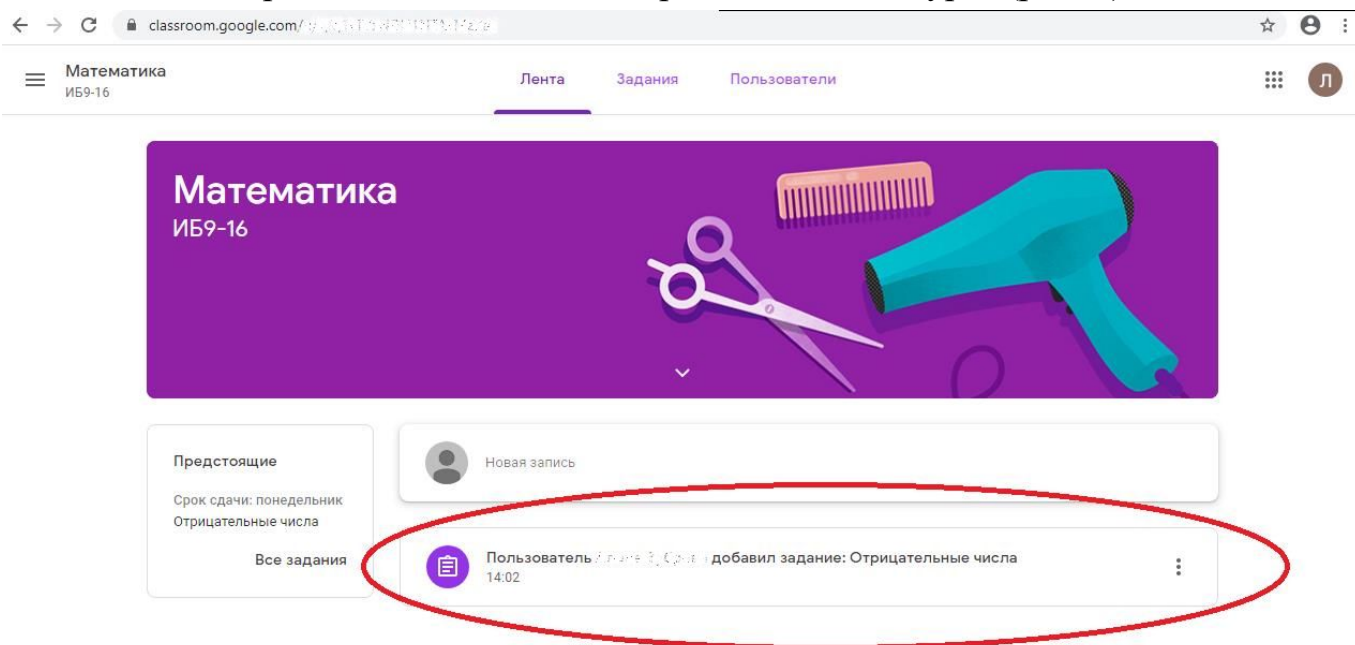 classroom.google.com/
Математика
ИБ9-16
Лента
Задания
Пользователи
Л
Математика
ИБ9-16
Предстоящие
Срок сдачи: понедельник
Отрицательные числа
Все задания
Новая запись
Пользователь добавил задание: Отрицательные числа
14:02